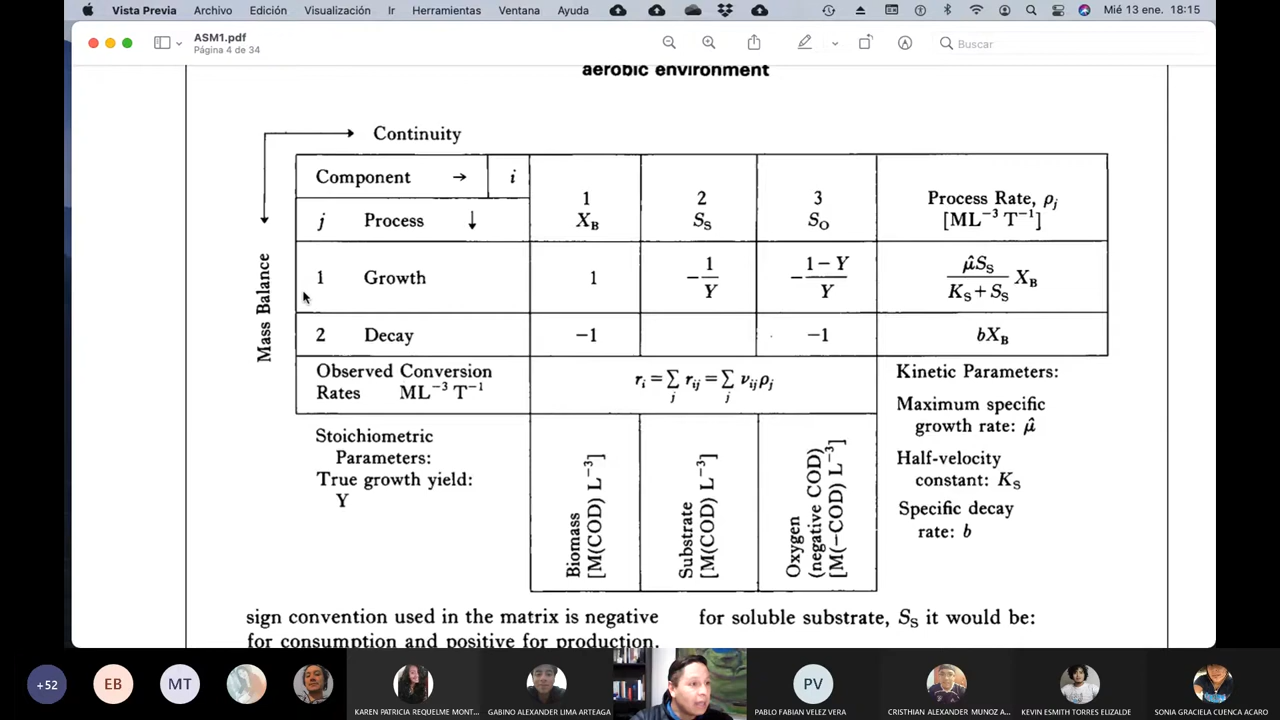 Vista Previa Archivo Edición Visualización Ir Herramientas Ventana Ayuda Mié 13 ene. 18:15
ASM1.pdf
Página 4 de 34
Buscar
aerobic environment
Continuity
Mass Balance
Component → i
j Process ↓
1
X_B
2
S_S
3
S_O
Process Rate, ρ_j
[ML⁻³ T⁻¹]
1 Growth 1 −1/Y −(1−Y)/Y (μ̂S_S)/(K_S+S_S) X_B
2 Decay −1 −1 bX_B
Observed Conversion
Rates ML⁻³ T⁻¹
r_i = ∑_j r_ij = ∑_j ν_ij ρ_j
Stoichiometric
Parameters:
True growth yield:
Y
Biomass
[M(COD) L⁻³]
Substrate
[M(COD) L⁻³]
Oxygen
(negative COD)
[M(−COD) L⁻³]
Kinetic Parameters:
Maximum specific
growth rate: μ̂
Half-velocity
constant: K_S
Specific decay
rate: b
sign convention used in the matrix is negative
for consumption and positive for production.
for soluble substrate, S_S it would be:
+52
EB
MT
KAREN PATRICIA REQUELME MONT...
GABINO ALEXANDER LIMA ARTEAGA
PV
PABLO FABIAN VELEZ VERA
CRISTHIAN ALEXANDER MUNOZ A...
KEVIN ESMITH TORRES ELIZALDE
SONIA GRACIELA CUENCA ACARO